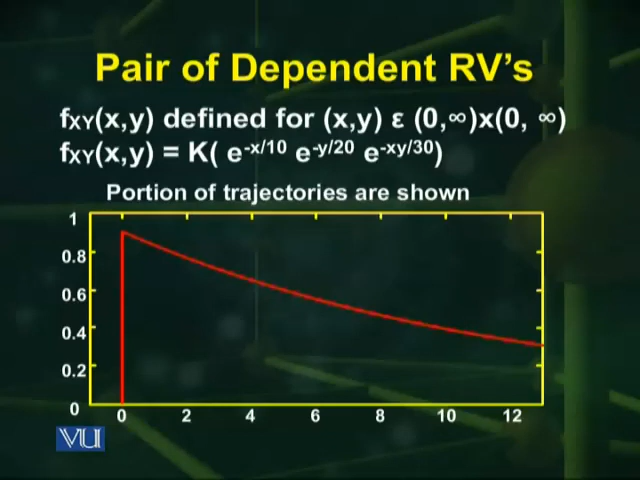 Pair of Dependent RV's
fXY(x,y) defined for (x,y) ε (0,∞)x(0, ∞)
fXY(x,y) = K( e-x/10 e-y/20 e-xy/30)
Portion of trajectories are shown
1
0.8
0.6
0.4
0.2
0
0 2 4 6 8 10 12
VU